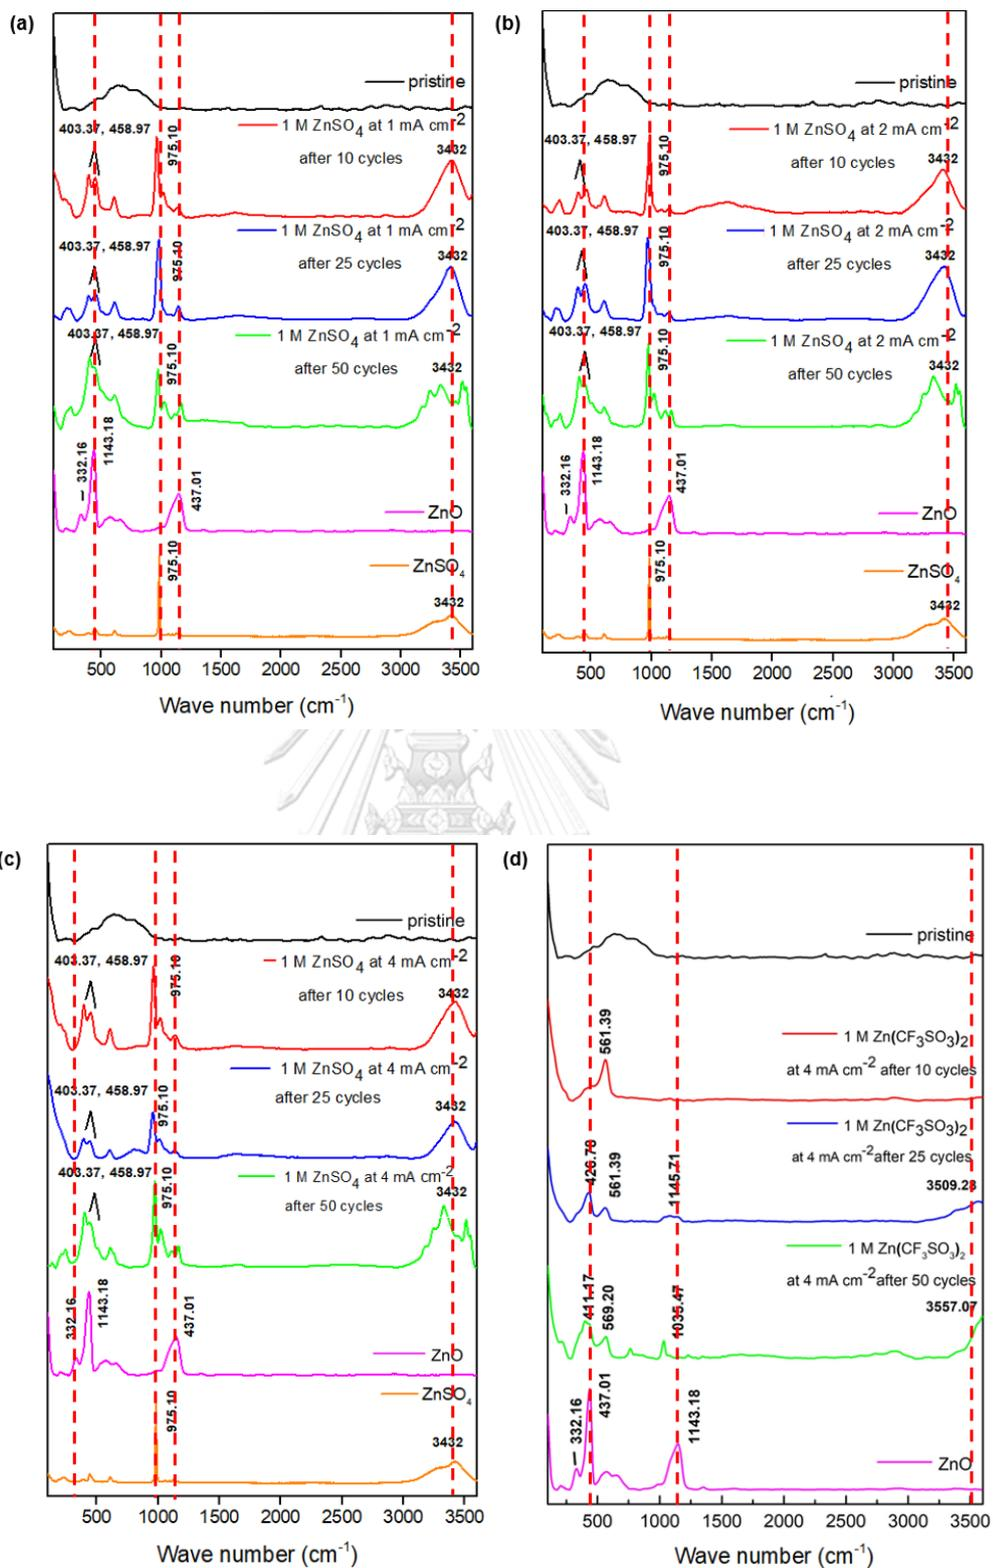 (a)
pristine
403.37, 458.97
975.10
1 M ZnSO4 at 1 mA cm-2
after 10 cycles
3432
403.37, 458.97
975.10
1 M ZnSO4 at 1 mA cm-2
after 25 cycles
3432
403.37, 458.97
975.10
1 M ZnSO4 at 1 mA cm-2
after 50 cycles
3432
332.16
1143.18
437.01
ZnO
975.10
ZnSO4
3432
500 1000 1500 2000 2500 3000 3500
Wave number (cm-1)
(b)
pristine
403.37, 458.97
975.10
1 M ZnSO4 at 2 mA cm-2
after 10 cycles
3432
403.37, 458.97
975.10
1 M ZnSO4 at 2 mA cm-2
after 25 cycles
3432
403.37, 458.97
975.10
1 M ZnSO4 at 2 mA cm-2
after 50 cycles
3432
332.16
1143.18
437.01
ZnO
975.10
ZnSO4
3432
500 1000 1500 2000 2500 3000 3500
Wave number (cm-1)
(c)
pristine
403.37, 458.97
975.10
1 M ZnSO4 at 4 mA cm-2
after 10 cycles
3432
403.37, 458.97
975.10
1 M ZnSO4 at 4 mA cm-2
after 25 cycles
3432
403.37, 458.97
975.10
1 M ZnSO4 at 4 mA cm-2
after 50 cycles
3432
332.16
1143.18
437.01
ZnO
975.10
ZnSO4
3432
500 1000 1500 2000 2500 3000 3500
Wave number (cm-1)
(d)
pristine
561.39
1 M Zn(CF3SO3)2
at 4 mA cm-2 after 10 cycles
561.39
1145.71
1 M Zn(CF3SO3)2
at 4 mA cm-2 after 25 cycles
3509.23
411.17
569.20
1035.47
1 M Zn(CF3SO3)2
at 4 mA cm-2 after 50 cycles
3557.07
332.16
437.01
1143.18
ZnO
500 1000 1500 2000 2500 3000 3500
Wave number (cm-1)